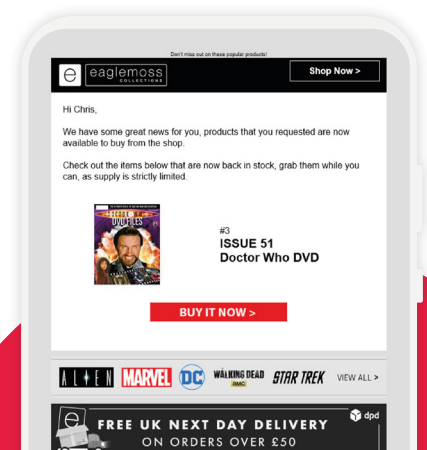 Don't miss out on these popular products!
e eaglemoss
COLLECTIONS
Shop Now >
Hi Chris,
We have some great news for you, products that you requested are now
available to buy from the shop.
Check out the items below that are now back in stock, grab them while you
can, as supply is strictly limited.
DOCTOR WHO
DVD FILES
#3
ISSUE 51
Doctor Who DVD
BUY IT NOW >
ALIEN MARVEL DC WALKING DEAD STAR TREK VIEW ALL >
AMC
dpd
FREE UK NEXT DAY DELIVERY
ON ORDERS OVER £50